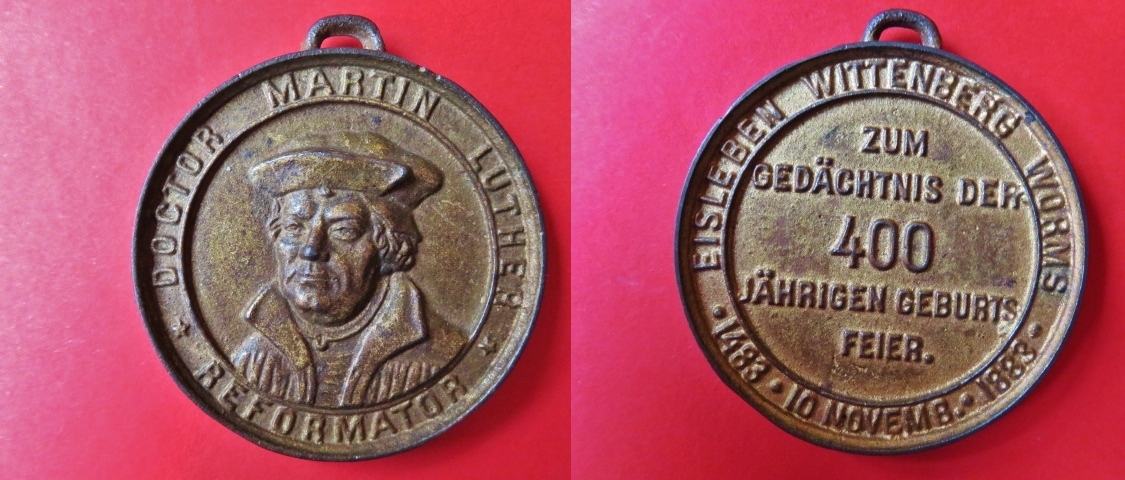 DOCTOR MARTIN LUTHER
REFORMATOR
EISLEBEN WITTENBERG WORMS
ZUM
GEDÄCHTNIS DER
400
JÄHRIGEN GEBURTS
FEIER.
• 1483 • 10 NOVEMB. • 1883 •